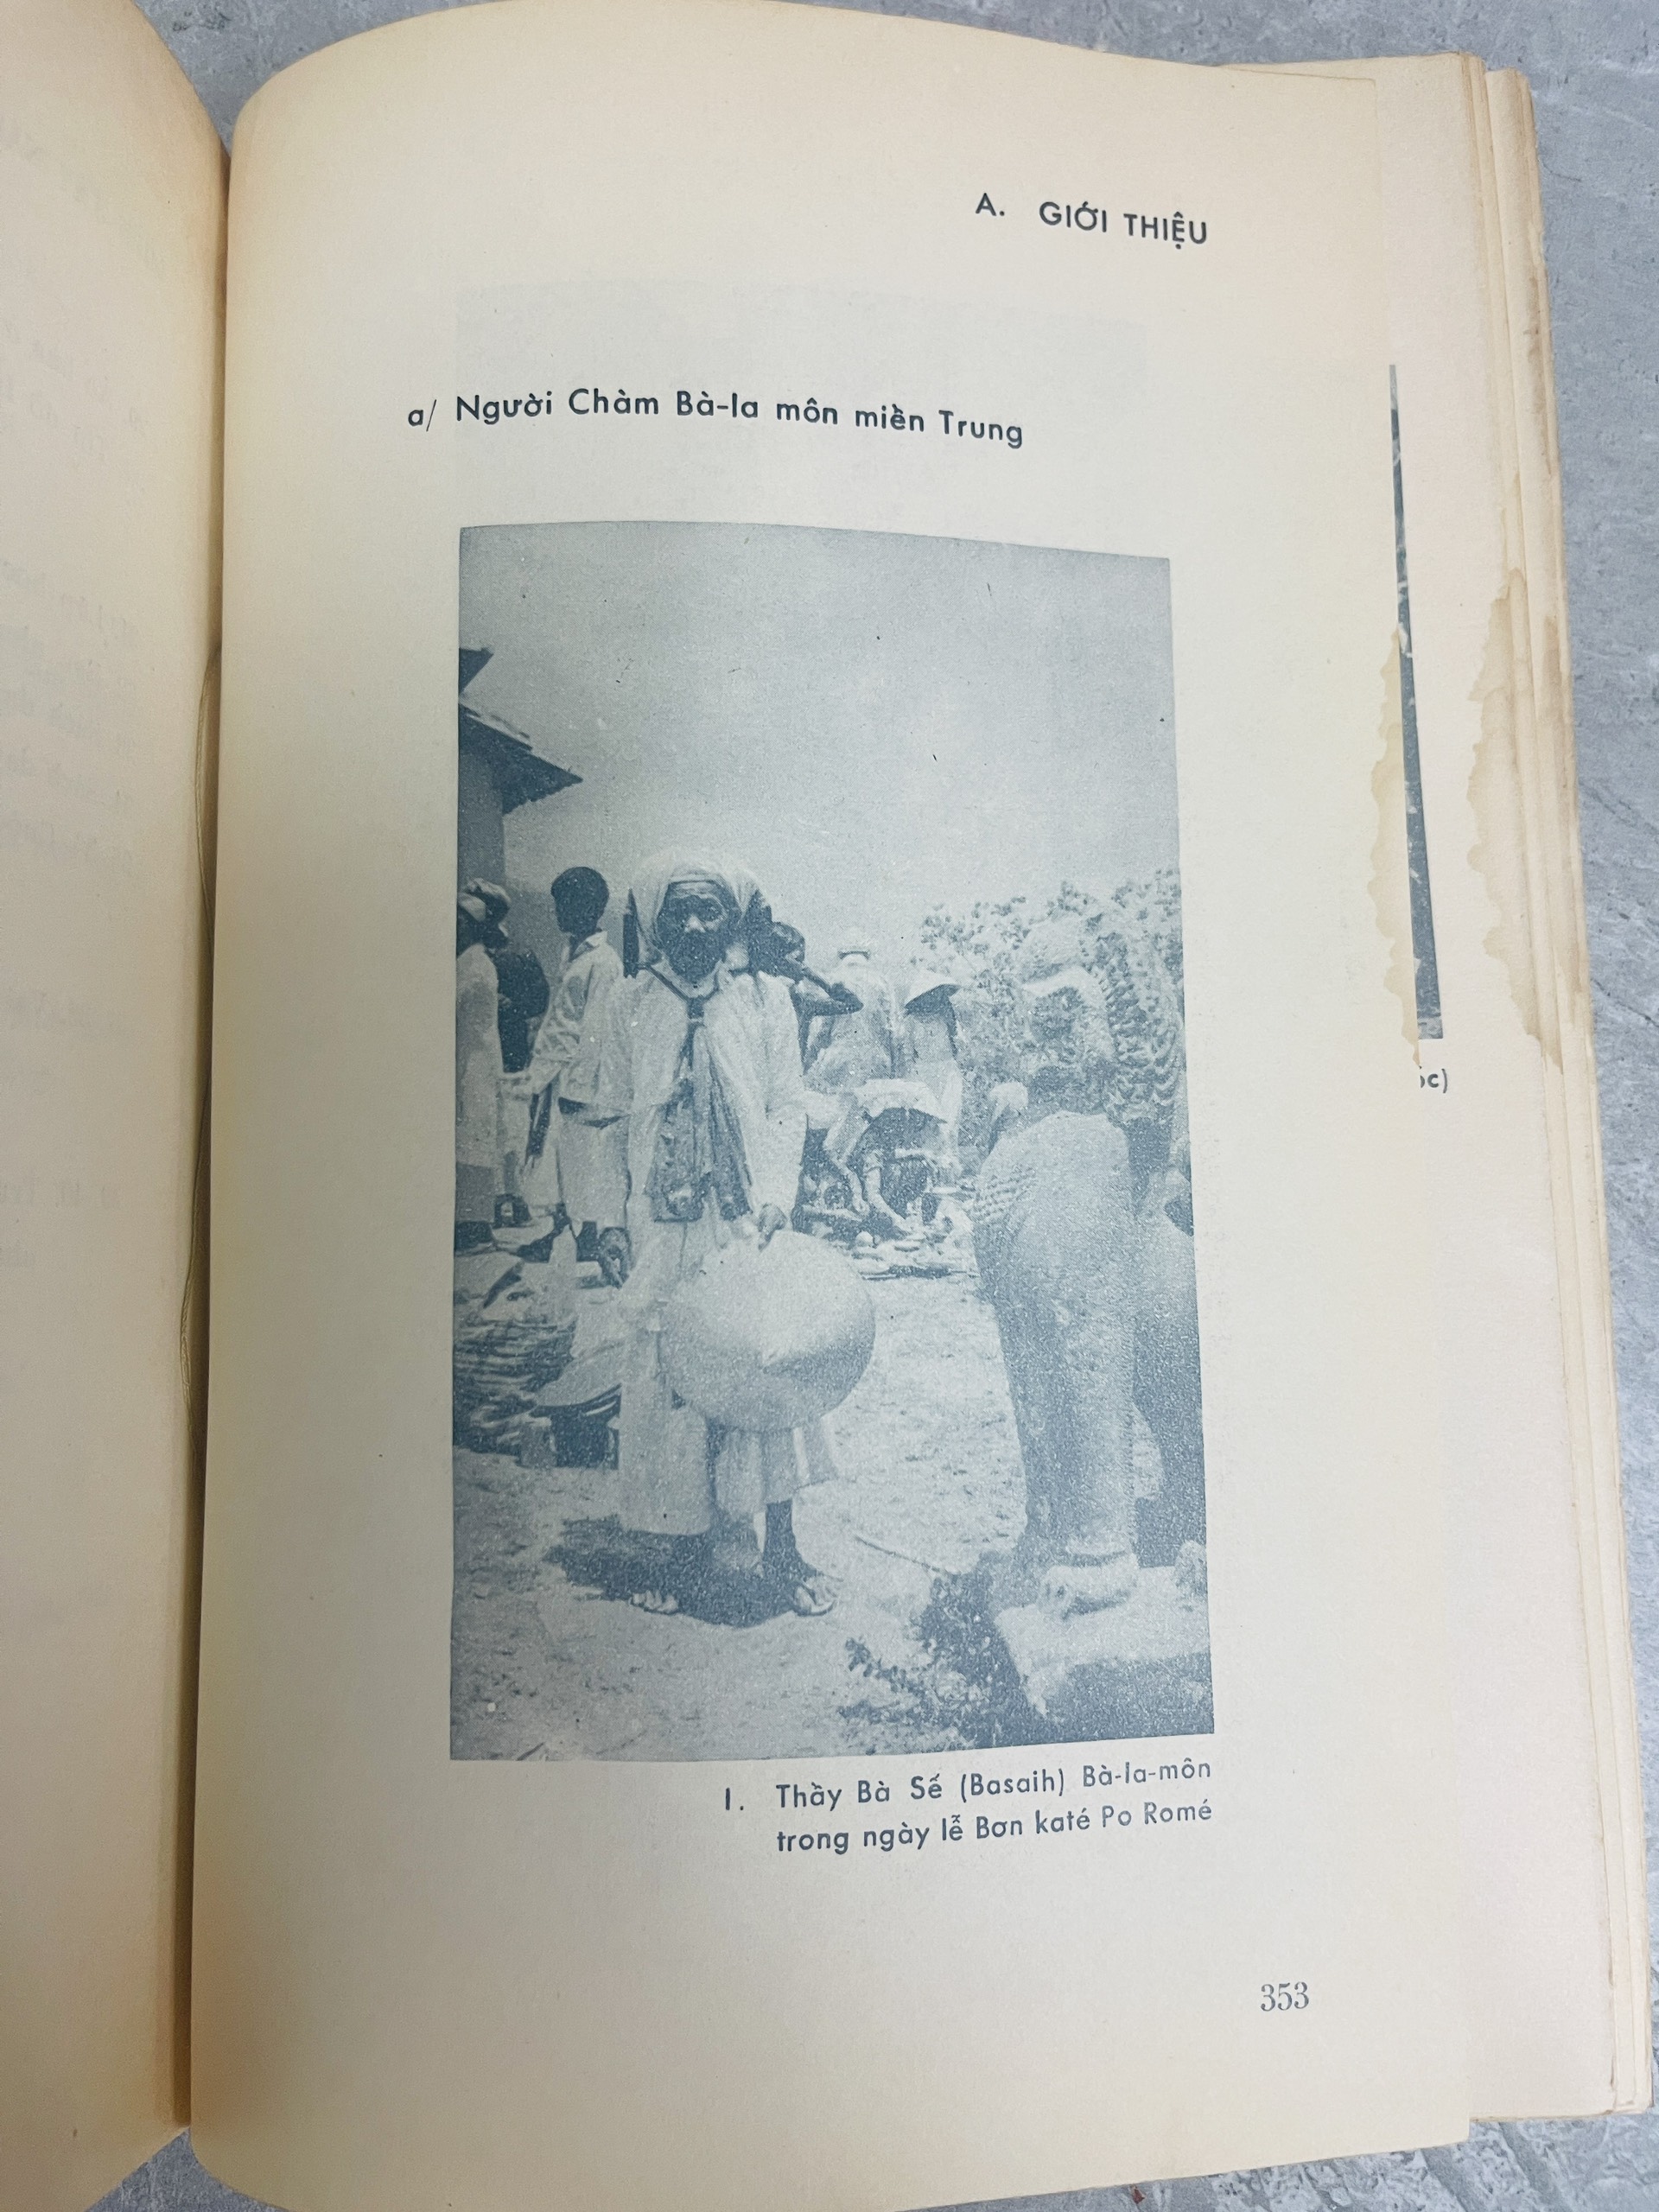 A. GIỚI THIỆU
a/ Người Chàm Bà-la môn miền Trung
1. Thầy Bà Sế (Basaih) Bà-la-môn
trong ngày lễ Bơn katé Po Romé
353